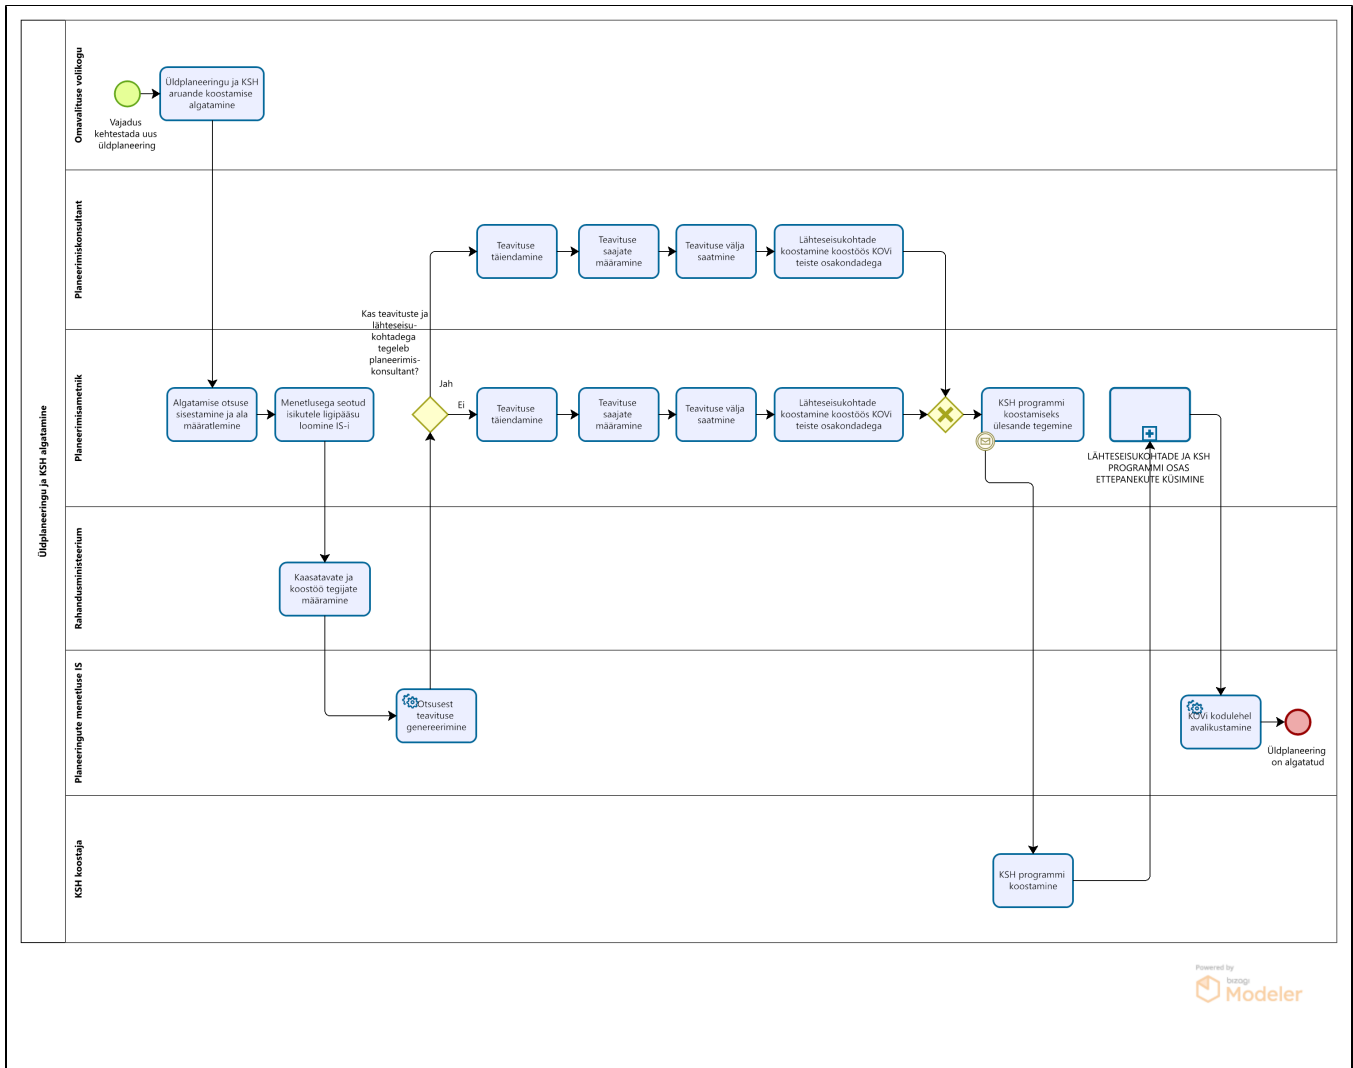 Üldplaneeringu ja KSH algatamine
Omavalituse volikogu
Vajadus
kehtestada uus
üldplaneering
Üldplaneeringu ja KSH
aruande koostamise
algatamine
Planeerimiskonsultant
Teavituse
täiendamine
Teavituse
saajate
määramine
Teavituse välja
saatmine
Lähteseisukohtade
koostamine koostöös KOVi
teiste osakondadega
Planeerimisametnik
Algatamise otsuse
sisestamine ja ala
määratlemine
Menetlusega seotud
isikutele ligipääsu
loomine IS-i
Kas teavituste ja
lähteseisu-
kohtadega
tegeleb
planeerimis-
konsultant?
Jah
Ei
Teavituse
täiendamine
Teavituse
saajate
määramine
Teavituse välja
saatmine
Lähteseisukohtade
koostamine koostöös KOVi
teiste osakondadega
KSH programmi
koostamiseks
ülesande tegemine
LÄHTESEISUKOHTADE JA KSH
PROGRAMMI OSAS
ETTEPANEKUTE KÜSIMINE
Rahandusministeerium
Kaasatavate ja
koostöö tegijate
määramine
Planeeringute menetluse IS
Otsusest
teavituse
genereerimine
KOVi kodulehel
avalikustamine
Üldplaneering
on algatatud
KSH koostaja
KSH programmi
koostamine
Powered by
bizagi
Modeler